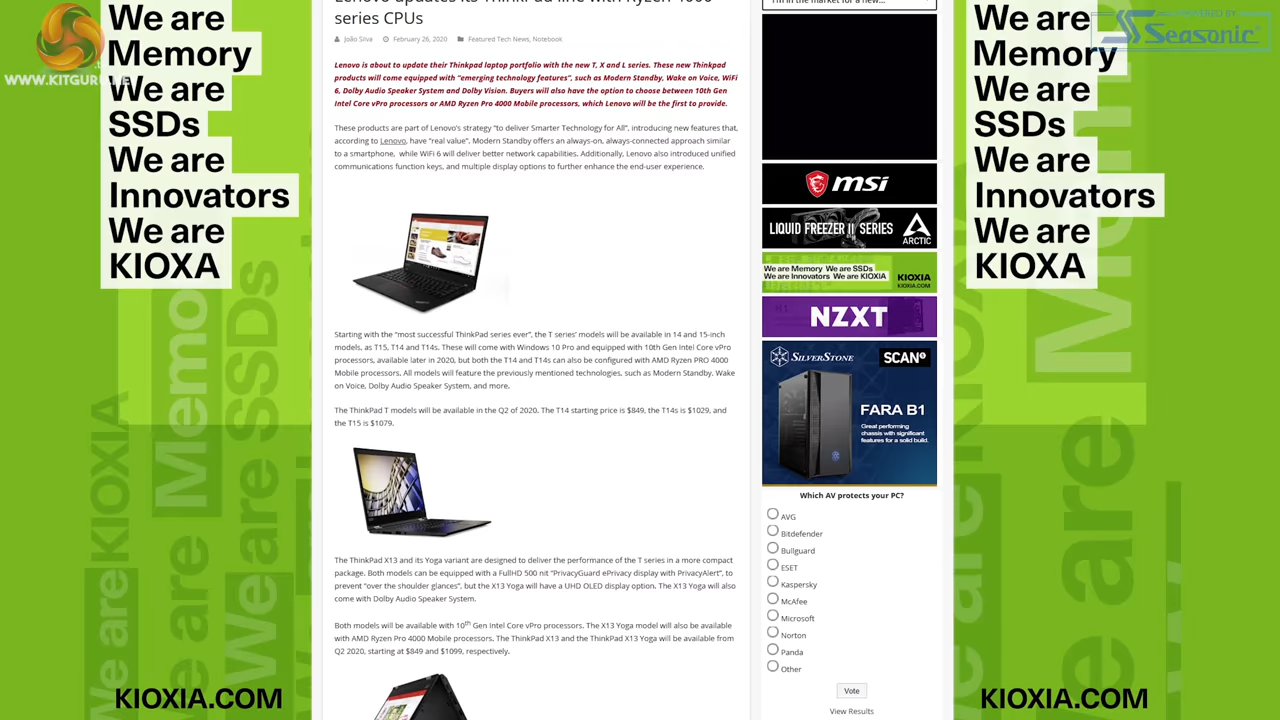 Lenovo updates its ThinkPad line with Ryzen 4000
series CPUs
João Silva February 26, 2020 Featured Tech News, Notebook
Lenovo is about to update their Thinkpad laptop portfolio with the new T, X and L series. These new Thinkpad
products will come equipped with "emerging technology features", such as Modern Standby, Wake on Voice, WiFi
6, Dolby Audio Speaker System and Dolby Vision. Buyers will also have the option to choose between 10th Gen
Intel Core vPro processors or AMD Ryzen Pro 4000 Mobile processors, which Lenovo will be the first to provide.
These products are part of Lenovo's strategy "to deliver Smarter Technology for All", introducing new features that,
according to Lenovo, have "real value". Modern Standby offers an always-on, always-connected approach similar
to a smartphone, while WiFi 6 will deliver better network capabilities. Additionally, Lenovo also introduced unified
communications function keys, and multiple display options to further enhance the end-user experience.
Starting with the "most successful ThinkPad series ever", the T series' models will be available in 14 and 15-inch
models, as T15, T14 and T14s. These will come with Windows 10 Pro and equipped with 10th Gen Intel Core vPro
processors, available later in 2020, but both the T14 and T14s can also be configured with AMD Ryzen PRO 4000
Mobile processors. All models will feature the previously mentioned technologies, such as Modern Standby, Wake
on Voice, Dolby Audio Speaker System, and more.
The ThinkPad T models will be available in the Q2 of 2020. The T14 starting price is $849, the T14s is $1029, and
the T15 is $1079.
The ThinkPad X13 and its Yoga variant are designed to deliver the performance of the T series in a more compact
package. Both models can be equipped with a FullHD 500 nit "PrivacyGuard ePrivacy display with PrivacyAlert", to
prevent "over the shoulder glances", but the X13 Yoga will have a UHD OLED display option. The X13 Yoga will also
come with Dolby Audio Speaker System.
Both models will be available with 10th Gen Intel Core vPro processors. The X13 Yoga model will also be available
with AMD Ryzen Pro 4000 Mobile processors. The ThinkPad X13 and the ThinkPad X13 Yoga will be available from
Q2 2020, starting at $849 and $1099, respectively.
I'm in the market for a new...
msi
LIQUID FREEZER II SERIES
ARCTIC
We are Memory We are SSDs
We are Innovators We are KIOXIA
KIOXIA
KIOXIA.COM
NZXT
SILVERSTONE
SCAN
FARA B1
Great performing
chassis with significant
features for a solid build.
Which AV protects your PC?
AVG
Bitdefender
Bullguard
ESET
Kaspersky
McAfee
Microsoft
Norton
Panda
Other
Vote
View Results
WWW.KITGURU.NET
We are
Memory
We are
SSDs
We are
Innovators
We are
KIOXA
KIOXIA.COM
POWERED BY
Seasonic
We are
Memory
We are
SSDs
We are
Innovators
We are
KIOXA
KIOXIA.COM